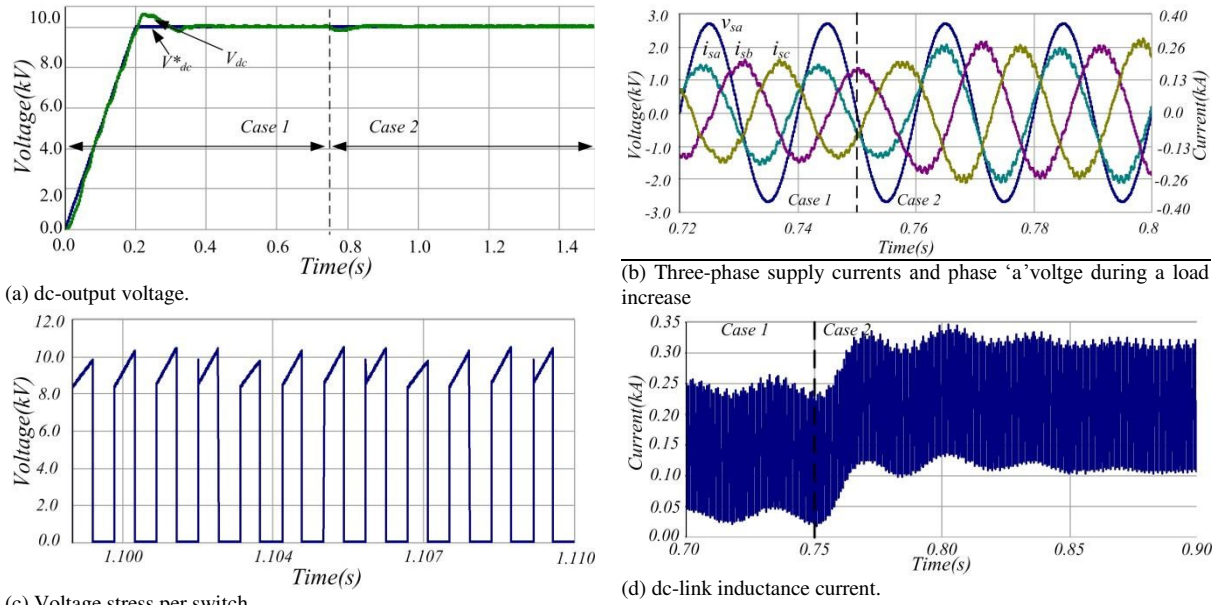 10.0
8.0
4.0
2.0
0.0
Voltage(kV)
V*dc
Vdc
Case 1
Case 2
0.0 0.2 0.4 0.6 0.8 1.0 1.2 1.4
Time(s)
(a) dc-output voltage.
3.0
2.0
1.0
0.0
-1.0
-2.0
-3.0
Voltage(kV)
vsa
isa isb isc
Case 1
Case 2
0.40
0.26
0.13
0.0
-0.13
-0.26
-0.40
Current(kA)
0.72 0.74 0.76 0.78 0.8
Time(s)
(b) Three-phase supply currents and phase ‘a’voltge during a load
increase
12.0
10.0
8.0
6.0
4.0
2.0
0.0
Voltage(kV)
1.100 1.104 1.107 1.110
Time(s)
(c) Voltage stress per switch
0.35
0.30
0.25
0.20
0.15
0.10
0.05
0.00
Current(kA)
Case 1
Case 2
0.70 0.75 0.80 0.85 0.90
Time(s)
(d) dc-link inductance current.